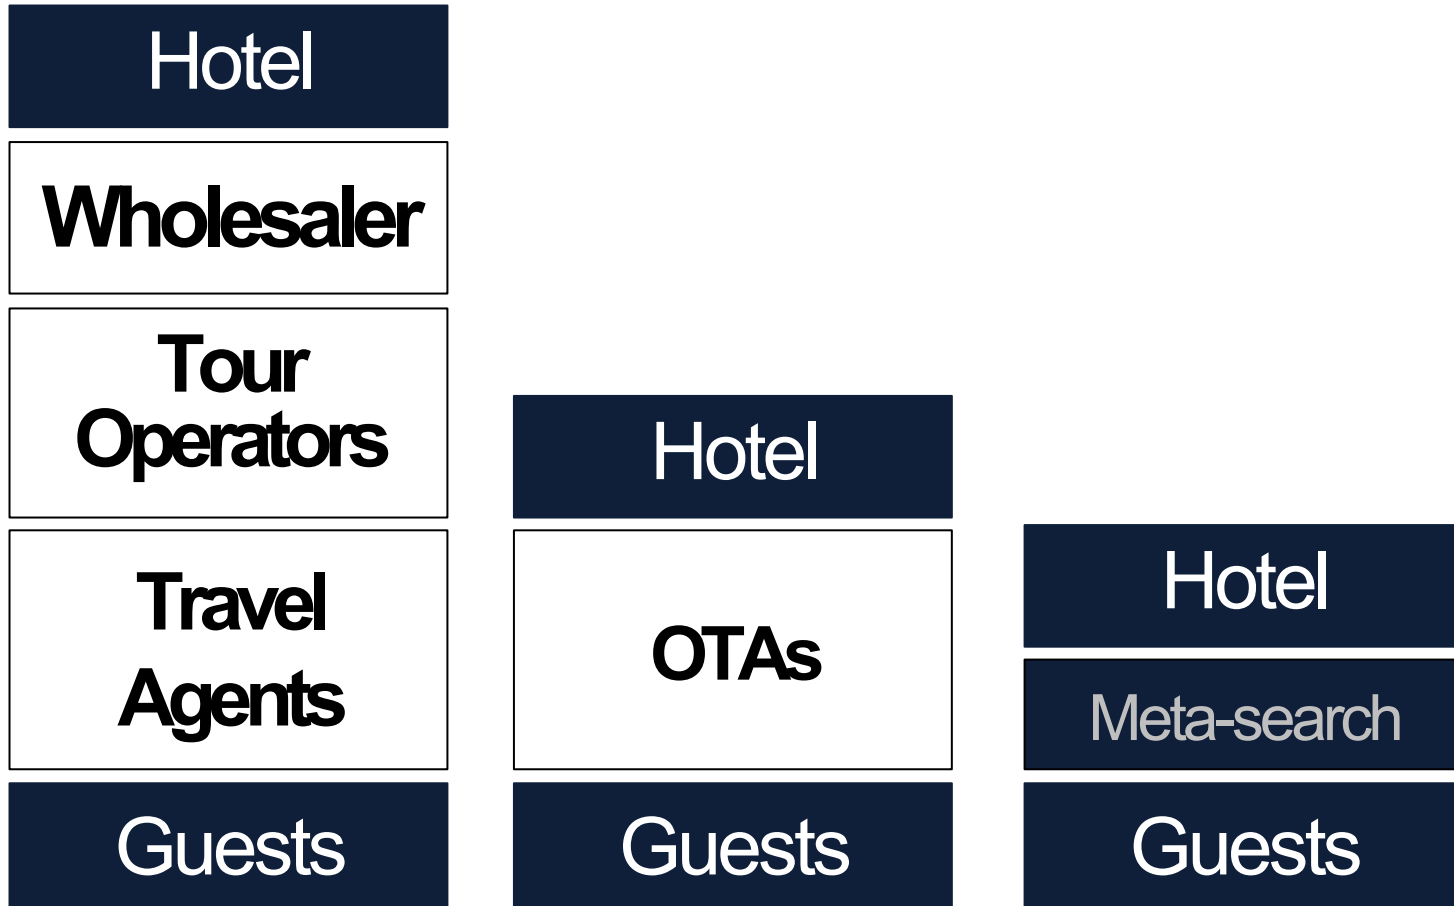 Hotel
Wholesaler
Tour
Operators
Travel
Agents
Guests
Hotel
OTAs
Guests
Hotel
Meta-search
Guests